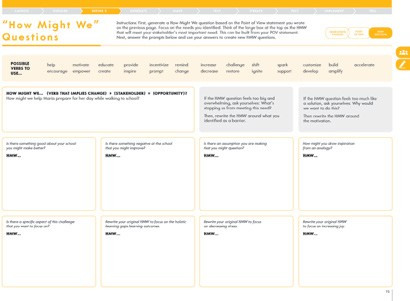 "How Might We"
Questions
Instructions: First, generate a How Might We question based on the Point of View statement you wrote
on the previous page. Focus on the needs you identified. Think of the large box at the top as the HMW
that will meet your stakeholder's most important need. This can be built from your POV statement.
Next, answer the prompts below and use your answers to create new HMW questions.
POSSIBLE
VERBS TO
USE...
help motivate educate provide incentivize remind increase challenge shift spark customize build accelerate
encourage empower create inspire prompt change decrease restore ignite support develop simplify
HOW MIGHT WE... (VERB THAT IMPLIES CHANGE) + (STAKEHOLDER) + (OPPORTUNITY)?
How might we help Maria prepare for her day while walking to school?
If the HMW question feels too big and
overwhelming, ask yourselves: What's
stopping us from meeting this need?
Then, rewrite the HMW around what you
identified as a barrier.
If the HMW question feels too much like
a solution, ask yourselves: Why would
we want to do this?
Then rewrite the HMW around
the motivation.
Is there something good about your school
you might make better?
HMW...
Is there something negative at this school
that you might improve?
HMW...
Is there an assumption you are making
that you might question?
HMW...
How might you draw inspiration
from an analogy?
HMW...
Is there a specific aspect of this challenge
that you want to focus on?
HMW...
Rewrite your original HMW to focus on the holistic
learning gaps learning outcomes.
HMW...
Rewrite your original HMW to focus
on decreasing stress.
HMW...
Rewrite your original HMW
to focus on increasing joy.
HMW...